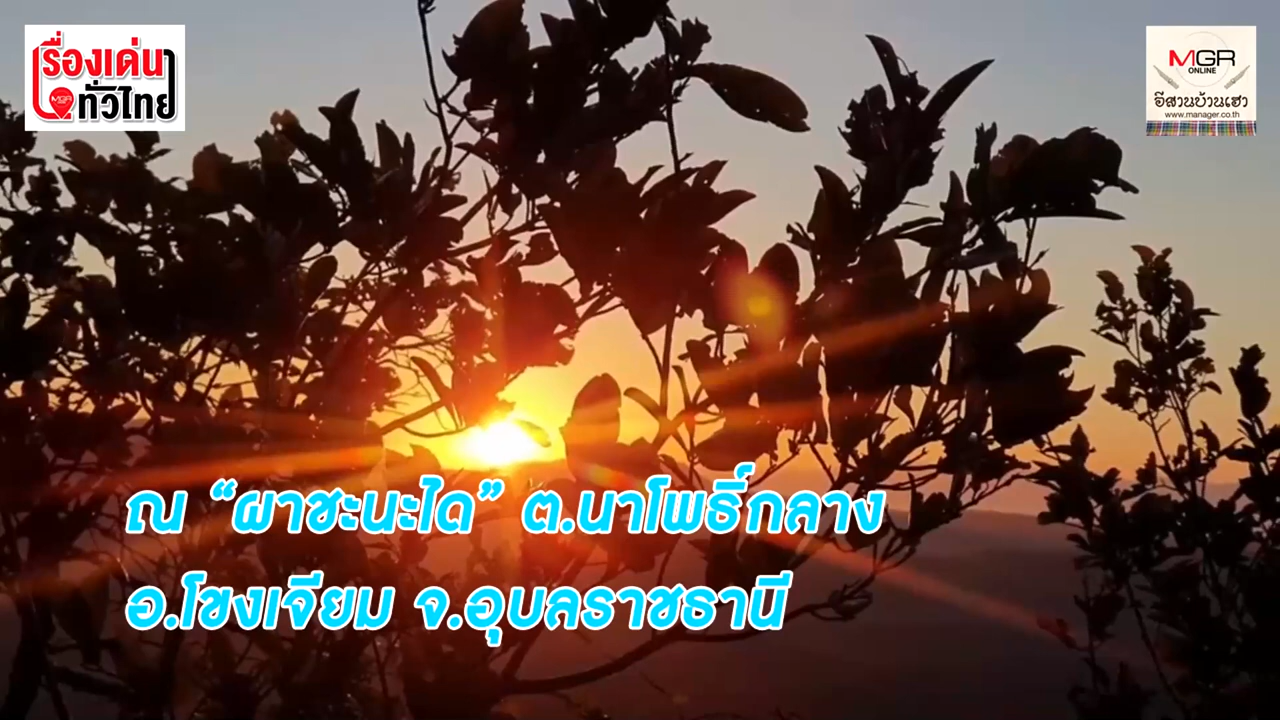 เรื่องเด่น
MGR
ทั่วไทย
MGR
ONLINE
อีสานบ้านเฮา
www.manager.co.th
ณ “ผาชะนะได” ต.นาโพธิ์กลาง
อ.โขงเจียม จ.อุบลราชธานี